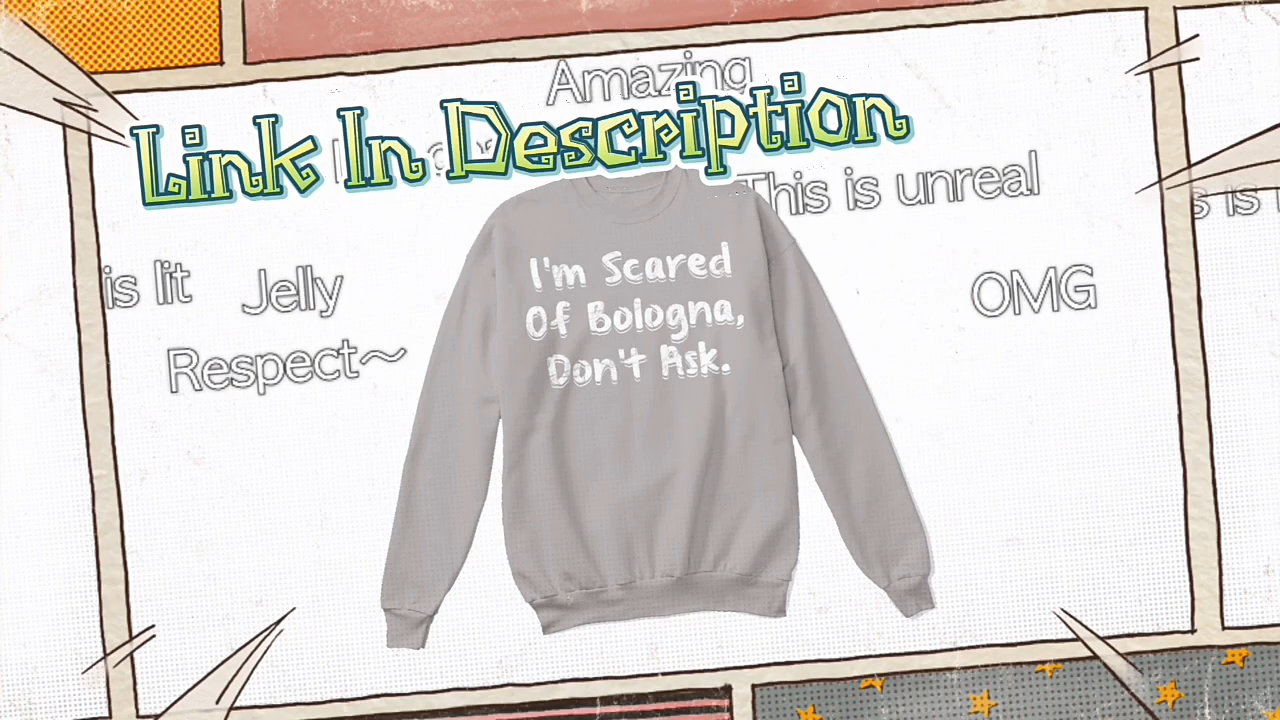 Amazing
Link In Description
This is unreal
is lit
Jelly
OMG
Respect~
I'm Scared
Of Bologna,
Don't Ask.